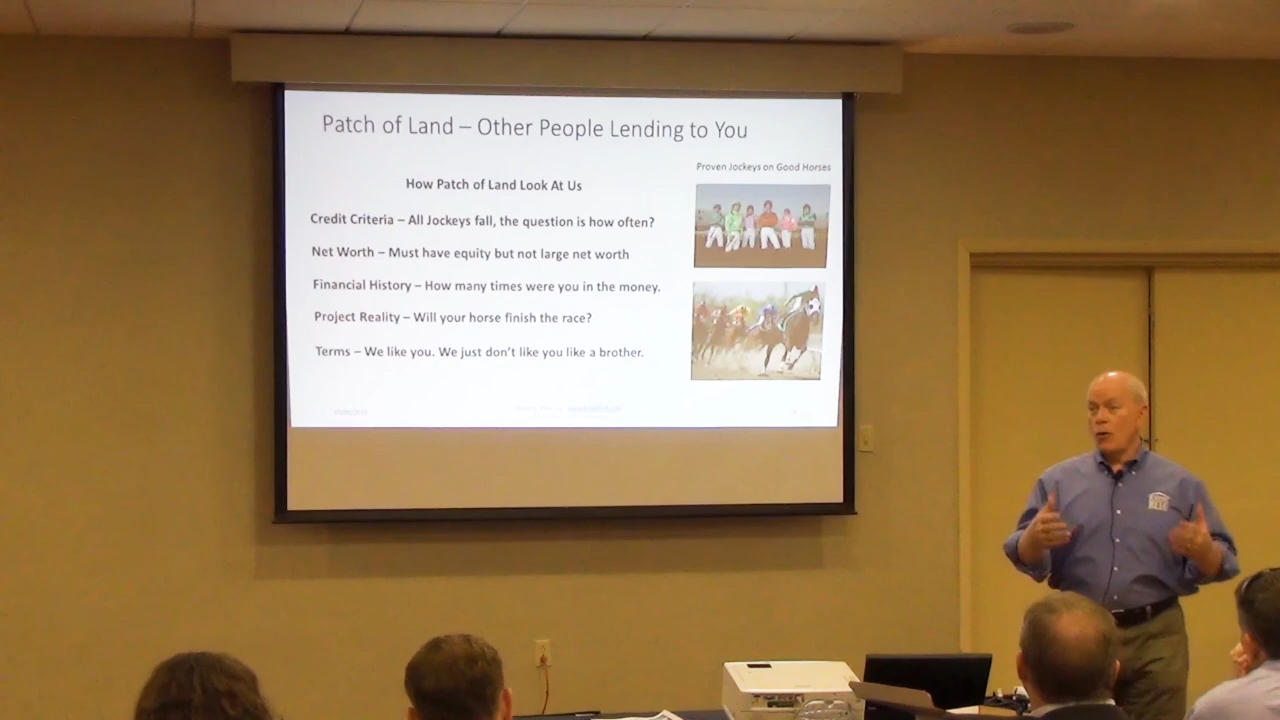 Patch of Land – Other People Lending to You
Proven Jockeys on Good Horses
How Patch of Land Look At Us
Credit Criteria – All Jockeys fall, the question is how often?
Net Worth – Must have equity but not large net worth
Financial History – How many times were you in the money.
Project Reality – Will your horse finish the race?
Terms – We like you. We just don't like you like a brother.